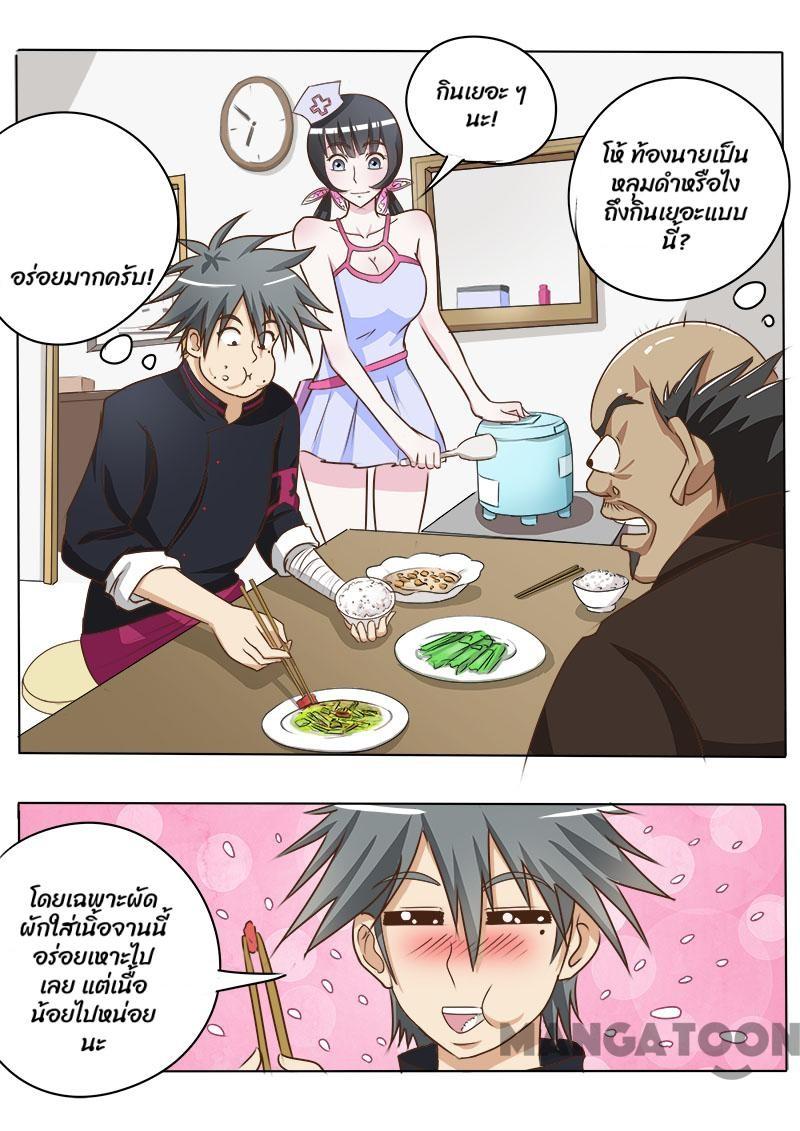 กินเยอะ ๆ
นะ!
โห้ ท้องนายเป็น
หลุมดำหรือไง
ถึงกินเยอะแบบ
นี้?
อร่อยมากครับ!
โดยเฉพาะผัด
ผักใส่เนื้อจานนี้
อร่อยเหาะไป
เลย แต่เนื้อ
น้อยไปหน่อย
นะ
MANGATOON